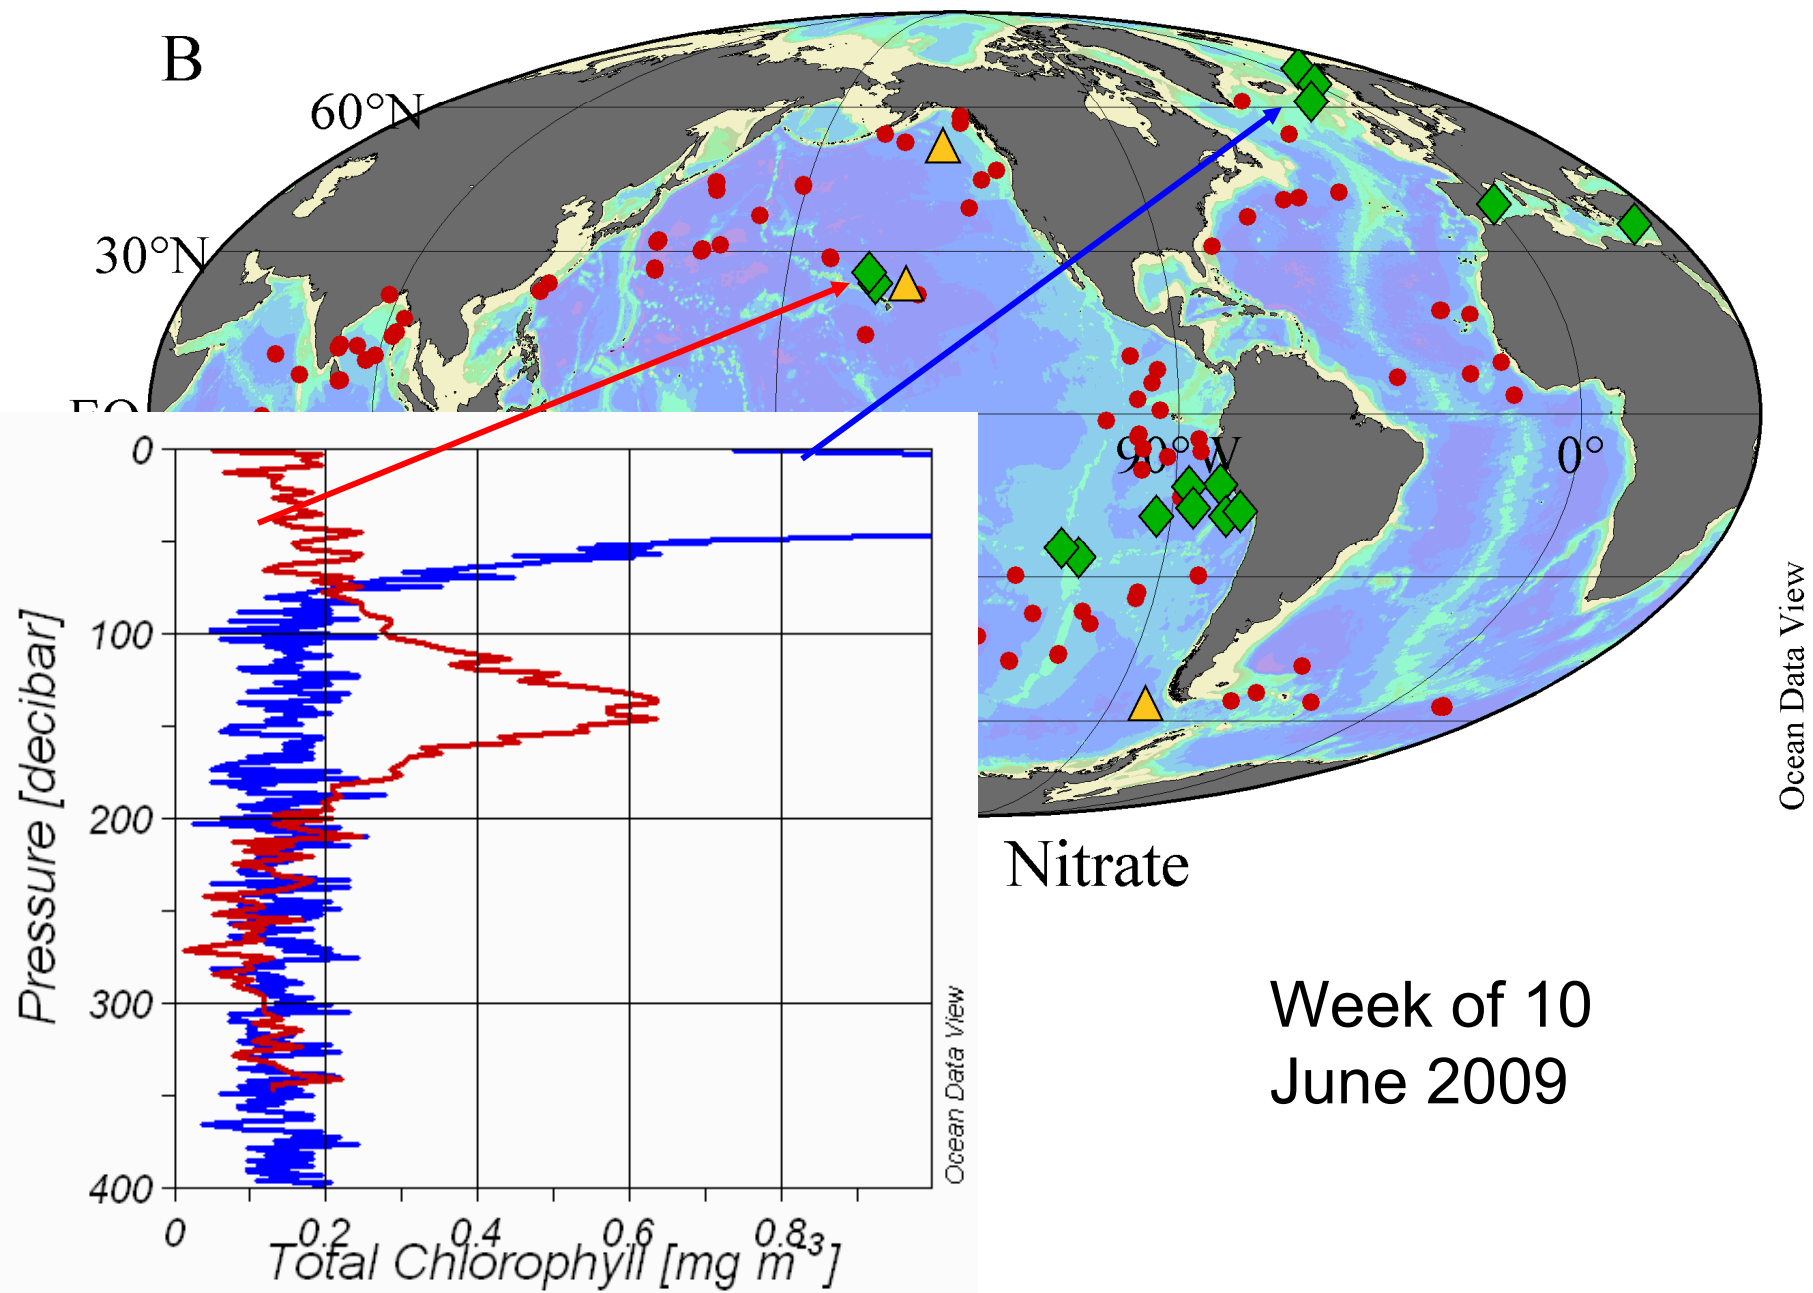 B
60°N
30°N
EQ
90°W
0°
Ocean Data View
0
100
200
300
400
Pressure [decibar]
0
0.2
0.4
0.6
0.8
Total Chlorophyll [mg m-3]
Ocean Data View
Nitrate
Week of 10
June 2009